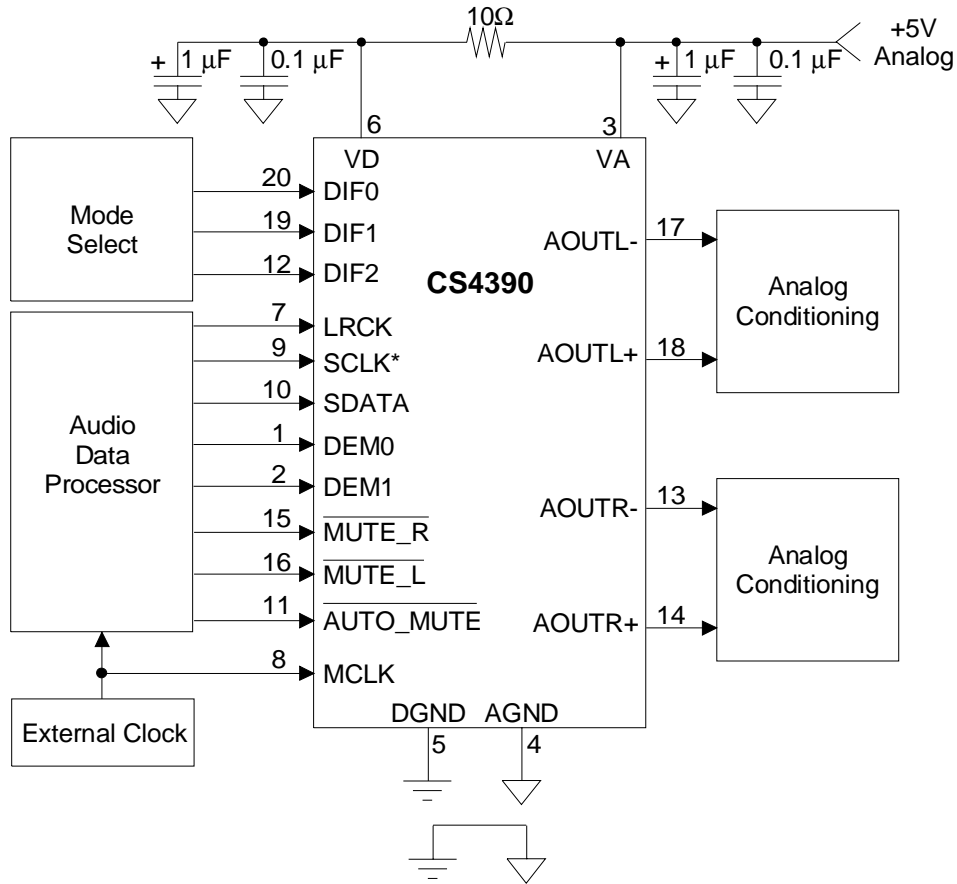 10Ω
+5V
Analog
+ 1 µF
0.1 µF
+ 1 µF
0.1 µF
6
3
VD
VA
Mode
Select
20
DIF0
19
DIF1
12
DIF2
CS4390
AOUTL-
17
AOUTL+
18
Analog
Conditioning
Audio
Data
Processor
7
LRCK
9
SCLK*
10
SDATA
1
DEM0
2
DEM1
15
MUTE_R
16
MUTE_L
11
AUTO_MUTE
8
MCLK
AOUTR-
13
AOUTR+
14
Analog
Conditioning
External Clock
DGND
AGND
5
4